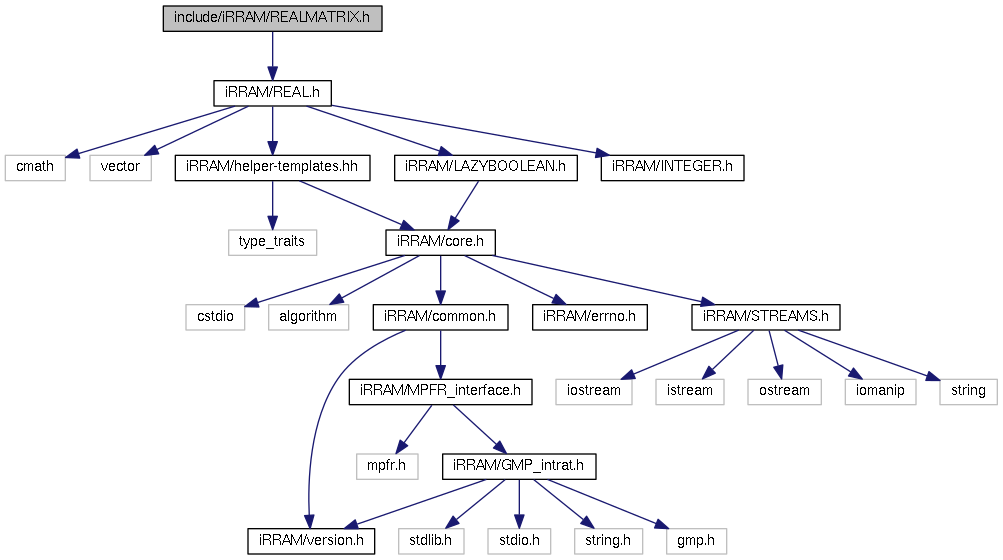 include/iRRAM/REALMATRIX.h
iRRAM/REAL.h
cmath
vector
iRRAM/helper-templates.hh
iRRAM/LAZYBOOLEAN.h
iRRAM/INTEGER.h
type_traits
iRRAM/core.h
cstdio
algorithm
iRRAM/common.h
iRRAM/errno.h
iRRAM/STREAMS.h
iRRAM/MPFR_interface.h
iostream
istream
ostream
iomanip
string
mpfr.h
iRRAM/GMP_intrat.h
iRRAM/version.h
stdlib.h
stdio.h
string.h
gmp.h